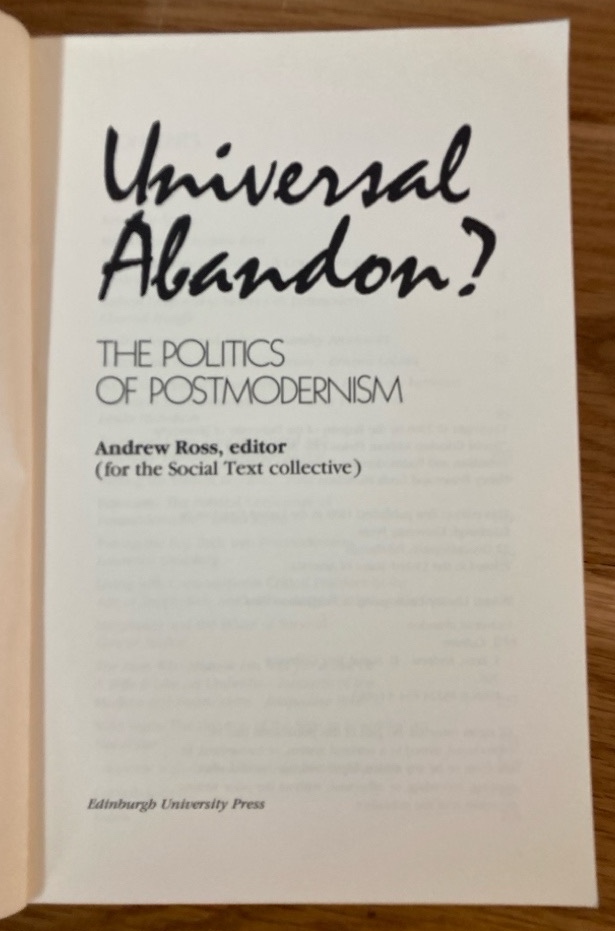 Universal
Abandon?
THE POLITICS
OF POSTMODERNISM
Andrew Ross, editor
(for the Social Text collective)
Edinburgh University Press